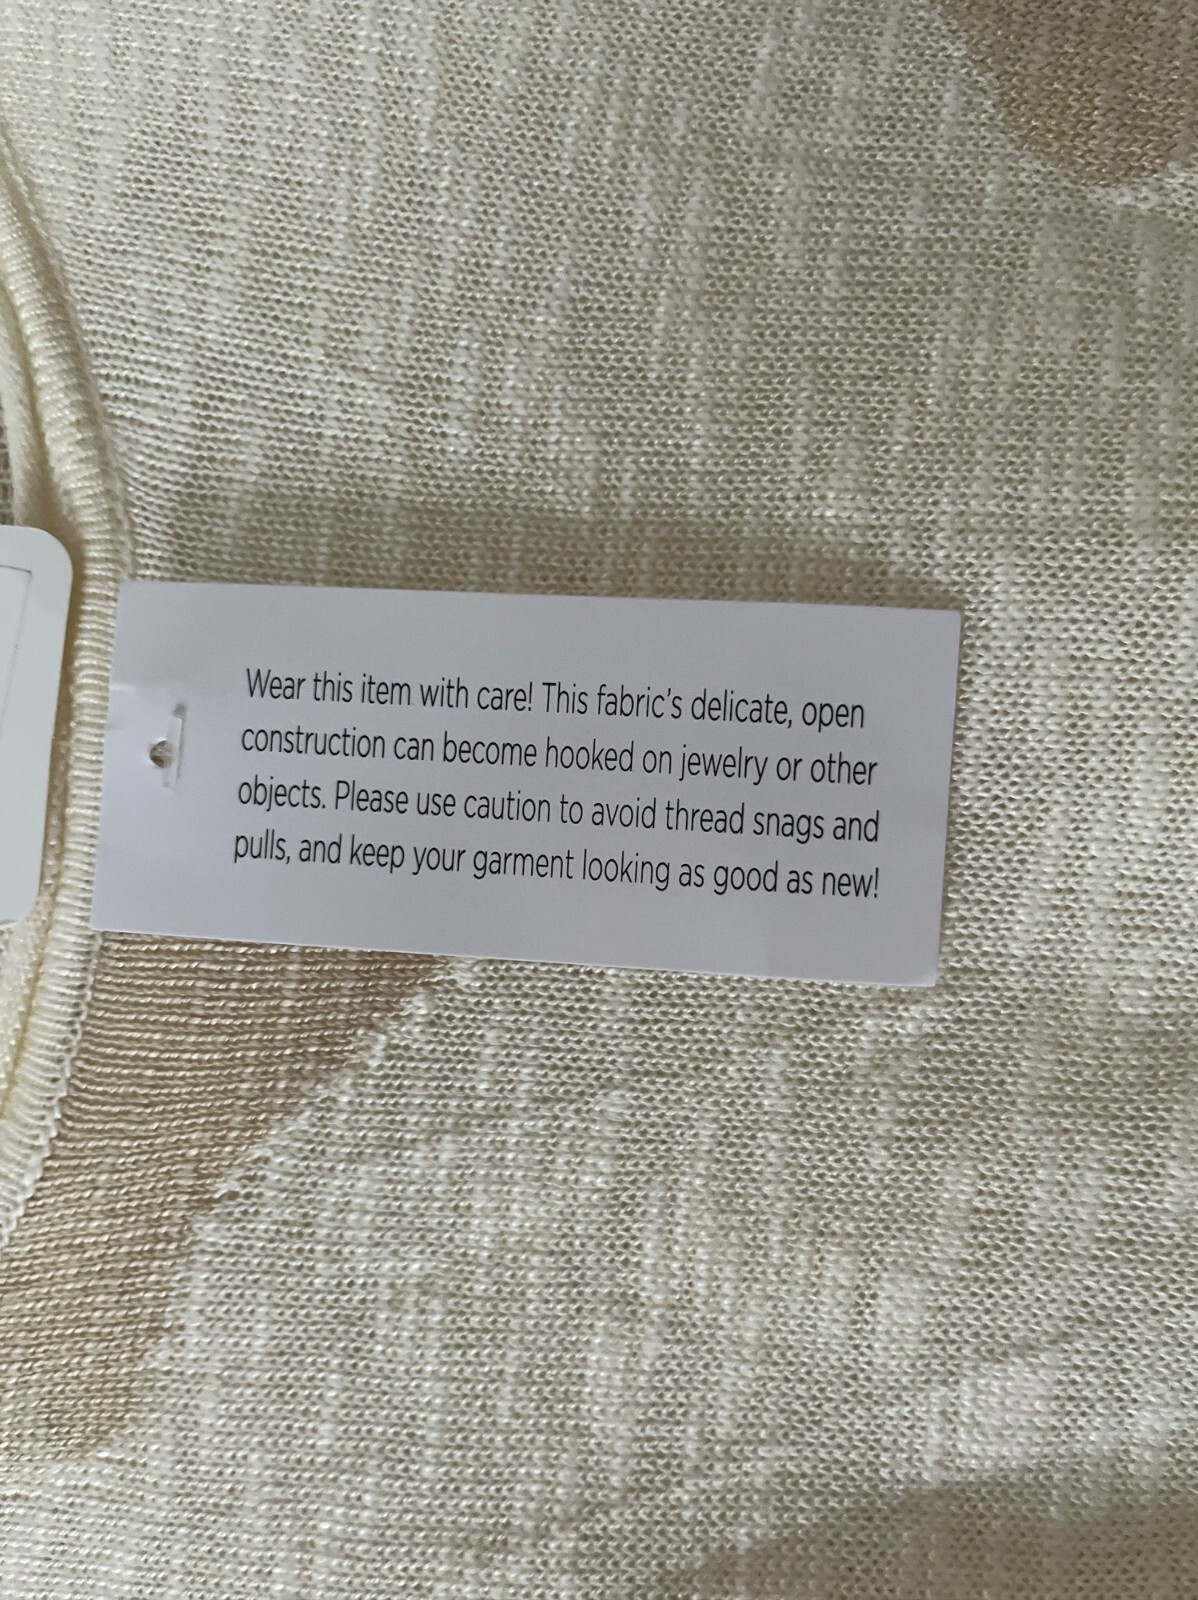 Wear this item with care! This fabric's delicate, open
construction can become hooked on jewelry or other
objects. Please use caution to avoid thread snags and
pulls, and keep your garment looking as good as new!